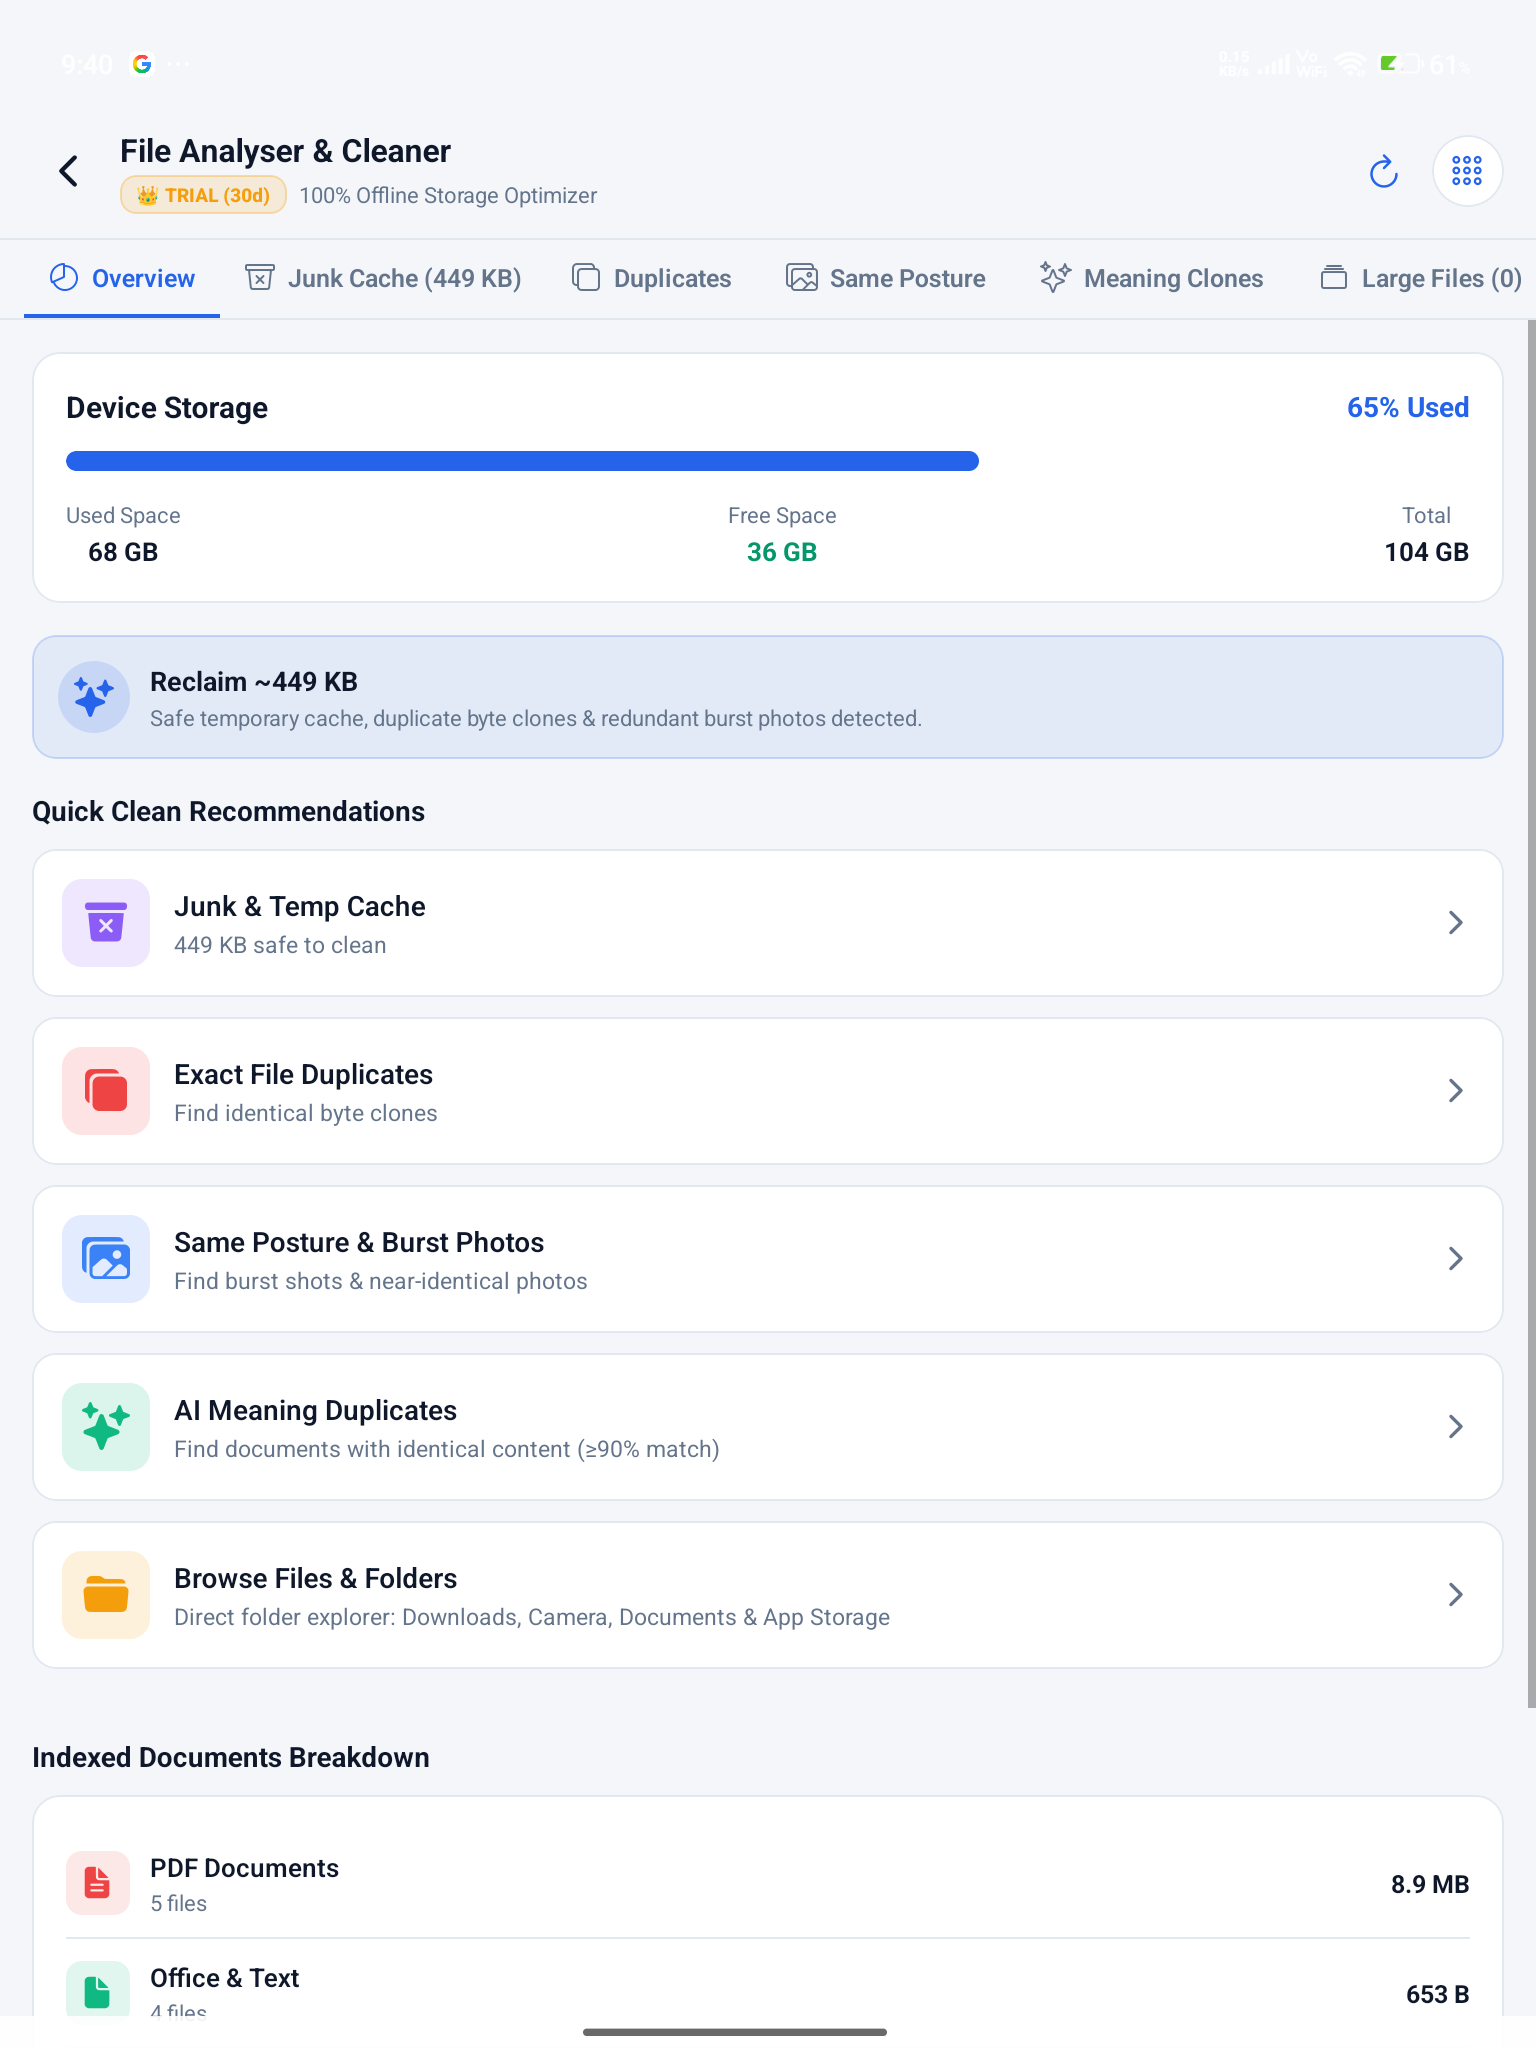 9:40
0.15 KB/s Vo WiFi 61%
File Analyser & Cleaner
TRIAL (30d) 100% Offline Storage Optimizer
Overview Junk Cache (449 KB) Duplicates Same Posture Meaning Clones Large Files (0)
Device Storage 65% Used
Used Space Free Space Total
68 GB 36 GB 104 GB
Reclaim ~449 KB
Safe temporary cache, duplicate byte clones & redundant burst photos detected.
Quick Clean Recommendations
Junk & Temp Cache
449 KB safe to clean
Exact File Duplicates
Find identical byte clones
Same Posture & Burst Photos
Find burst shots & near-identical photos
AI Meaning Duplicates
Find documents with identical content (≥90% match)
Browse Files & Folders
Direct folder explorer: Downloads, Camera, Documents & App Storage
Indexed Documents Breakdown
PDF Documents
5 files
8.9 MB
Office & Text
4 files
653 B